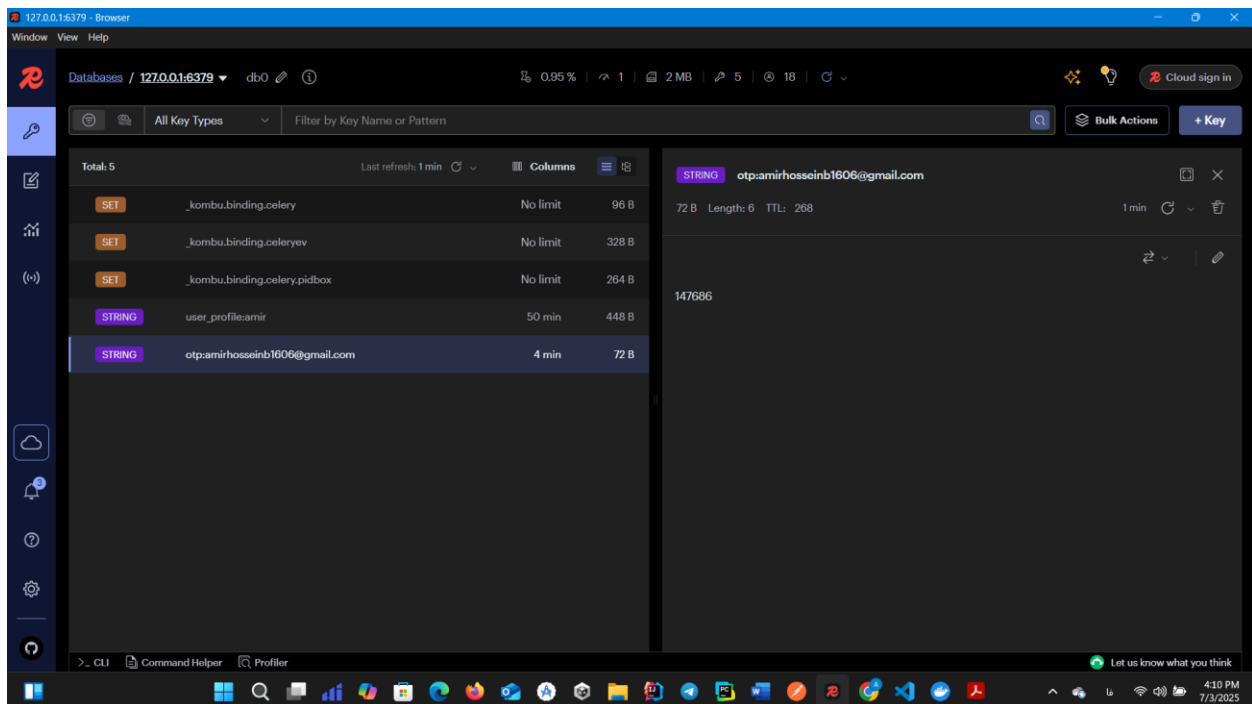 127.0.0.1:6379 - Browser
Window View Help
Databases / 127.0.0.1:6379 db0 0.95 % 1 2 MB 5 18 Cloud sign in
All Key Types Filter by Key Name or Pattern Bulk Actions + Key
Total: 5 Last refresh: 1 min Columns
SET _kombu.binding.celery No limit 96 B
SET _kombu.binding.celeryev No limit 328 B
SET _kombu.binding.celery.pidbox No limit 264 B
STRING user_profile:amir 50 min 448 B
STRING otp:amirhosseinb1606@gmail.com 4 min 72 B
STRING otp:amirhosseinb1606@gmail.com
72 B Length: 6 TTL: 268 1 min
147686
3
>_ CLI Command Helper Profiler Let us know what you think
فا 4:10 PM
7/3/2025